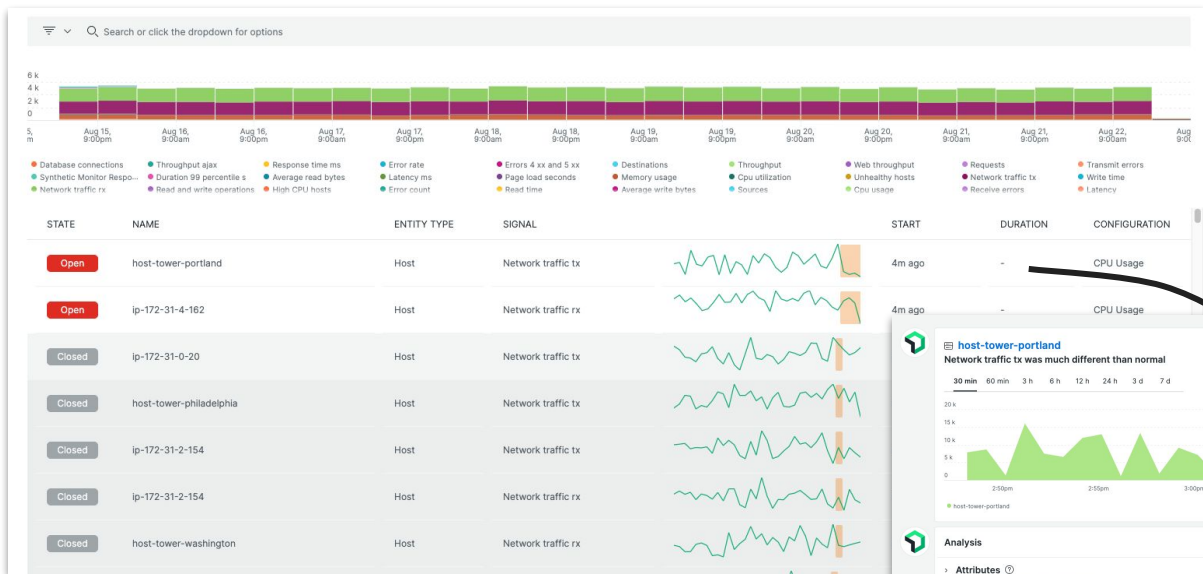 Search or click the dropdown for options
6 k
4 k
2 k
0
5, Aug 15, Aug 16, Aug 16, Aug 17, Aug 17, Aug 18, Aug 18, Aug 19, Aug 19, Aug 20, Aug 20, Aug 21, Aug 21, Aug 22, Aug
m 9:00pm 9:00am 9:00pm 9:00am 9:00pm 9:00am 9:00pm 9:00am 9:00pm 9:00am 9:00pm 9:00am 9:00pm 9:00am 9:0
Database connections Throughput ajax Response time ms Error rate Errors 4 xx and 5 xx Destinations Throughput Web throughput Requests Transmit errors
Synthetic Monitor Respo... Duration 99 percentile s Average read bytes Latency ms Page load seconds Memory usage Cpu utilization Unhealthy hosts Network traffic tx Write time
Network traffic rx Read and write operations High CPU hosts Error count Read time Average write bytes Sources Cpu usage Receive errors Latency
STATE NAME ENTITY TYPE SIGNAL START DURATION CONFIGURATION
Open host-tower-portland Host Network traffic tx 4m ago - CPU Usage
Open ip-172-31-4-162 Host Network traffic rx 4m ago - CPU Usage
Closed ip-172-31-0-20 Host Network traffic tx
Closed host-tower-philadelphia Host Network traffic tx
Closed ip-172-31-2-154 Host Network traffic tx
Closed ip-172-31-2-154 Host Network traffic rx
Closed host-tower-washington Host Network traffic rx
host-tower-portland
Network traffic tx was much different than normal
30 min 60 min 3 h 6 h 12 h 24 h 3 d 7 d
20 k
15 k
10 k
5 k
0
2:50pm 2:55pm 3:00pm
host-tower-portland
Analysis
Attributes